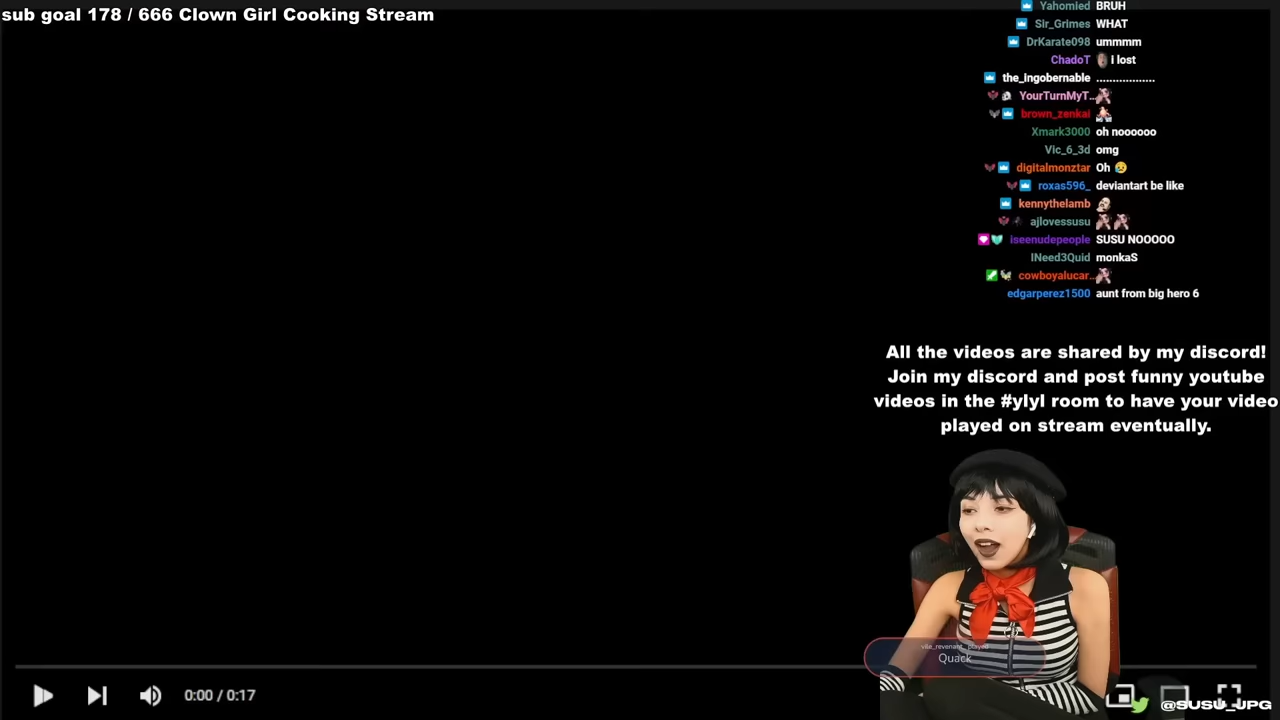 sub goal 178 / 666 Clown Girl Cooking Stream
Yahomied BRUH
Sir_Grimes WHAT
DrKarate098 ummmm
ChadoT i lost
the_ingobernable ..................
YourTurnMyT...
brown_zenkai
Xmark3000 oh noooooo
Vic_6_3d omg
digitalmonztar Oh 😥
roxas596_ deviantart be like
kennythelamb
ajlovessusu
iseenudepeople SUSU NOOOOO
INeed3Quid monkaS
cowboyalucar...
edgarperez1500 aunt from big hero 6
All the videos are shared by my discord!
Join my discord and post funny youtube
videos in the #ylyl room to have your video
played on stream eventually.
vile_revenant_ played
Quack
0:00 / 0:17
@SUSU_JPG